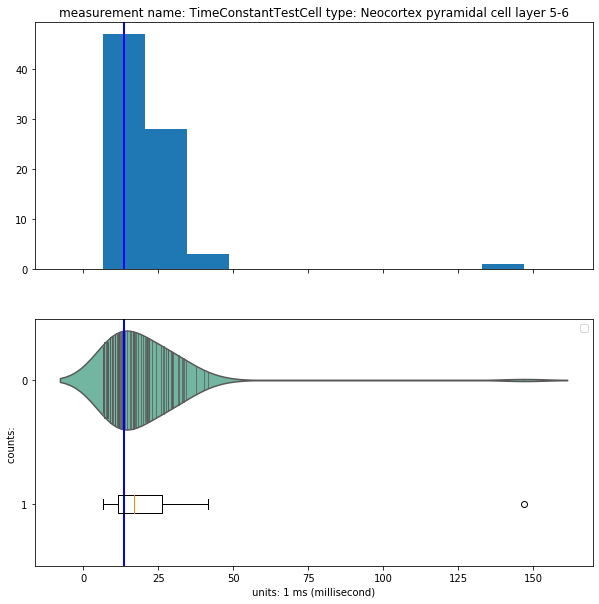 measurement name: TimeConstantTestCell type: Neocortex pyramidal cell layer 5-6
40
30
20
10
0
0
1
counts:
0 25 50 75 100 125 150
units: 1 ms (millisecond)